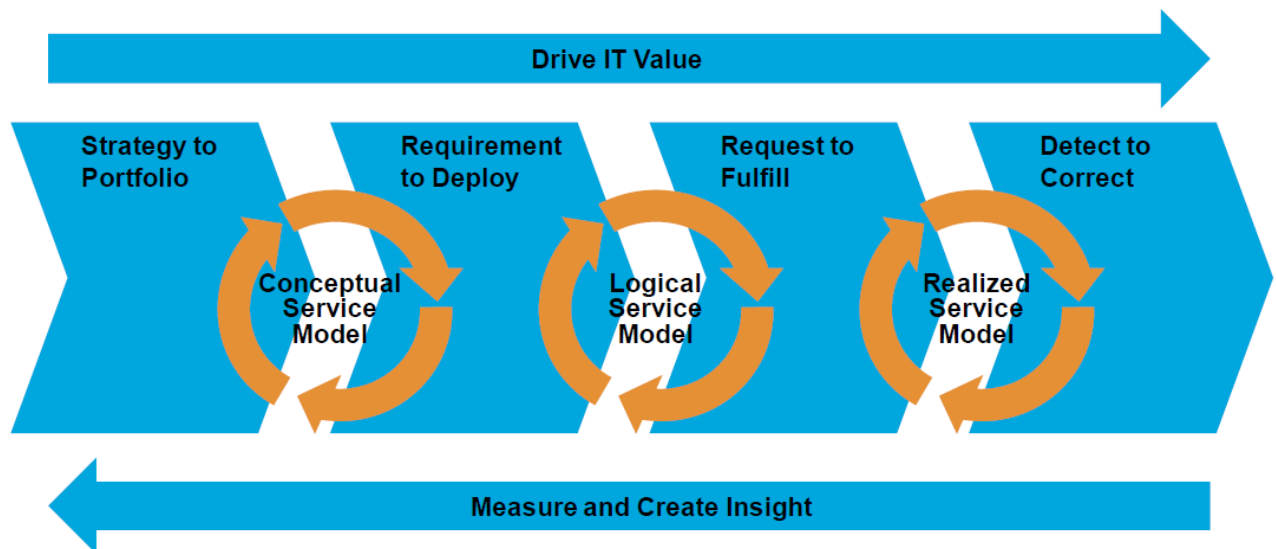 Drive IT Value
Strategy to
Portfolio
Requirement
to Deploy
Request to
Fulfill
Detect to
Correct
Conceptual
Service
Model
Logical
Service
Model
Realized
Service
Model
Measure and Create Insight